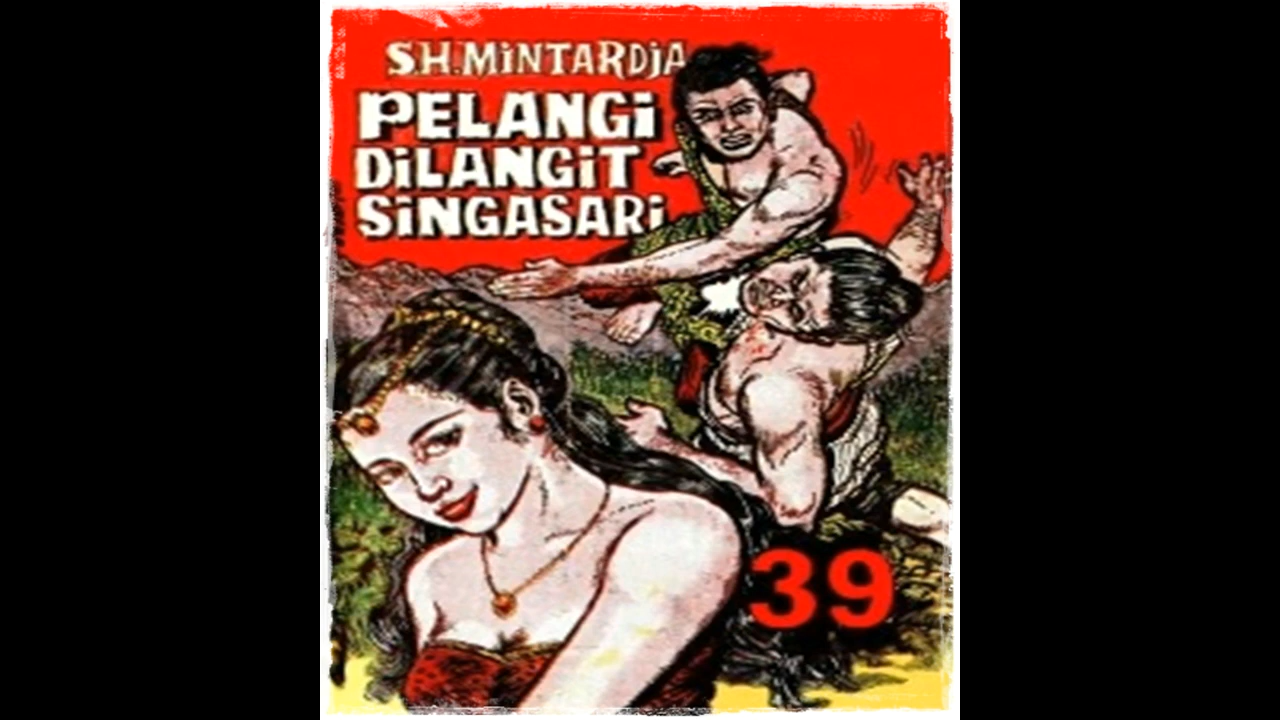 S.H.MiNTARDjA
PELANGi
DiLANGiT
SiNGASARi
39